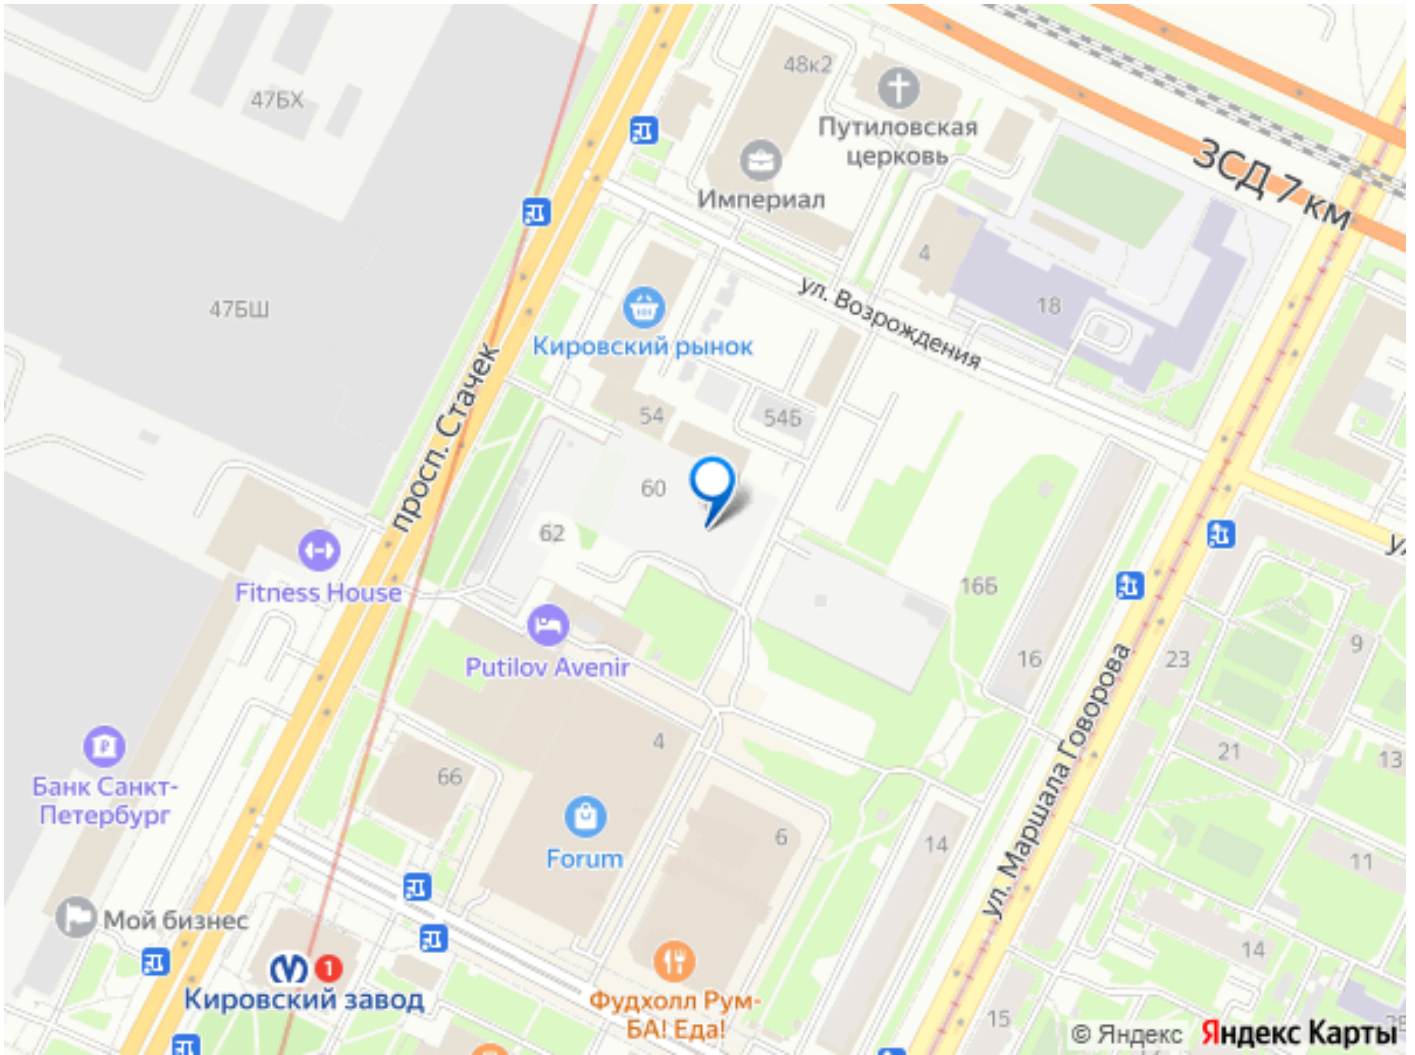 48к2
47БХ
Путиловская
церковь
ЗСД 7 км
Империал
4
18
47БШ
ул. Возрождения
Кировский рынок
просп. Стачек
54
54Б
60
62
Fitness House
16Б
9
Putilov Avenir
16
23
ул. Маршала Говорова
4
21
13
Банк Санкт-
Петербург
66
6
14
Forum
11
Мой бизнес
14
1
Кировский завод
Фудхолл Рум-
БА! Еда!
15
© Яндекс Яндекс Карты